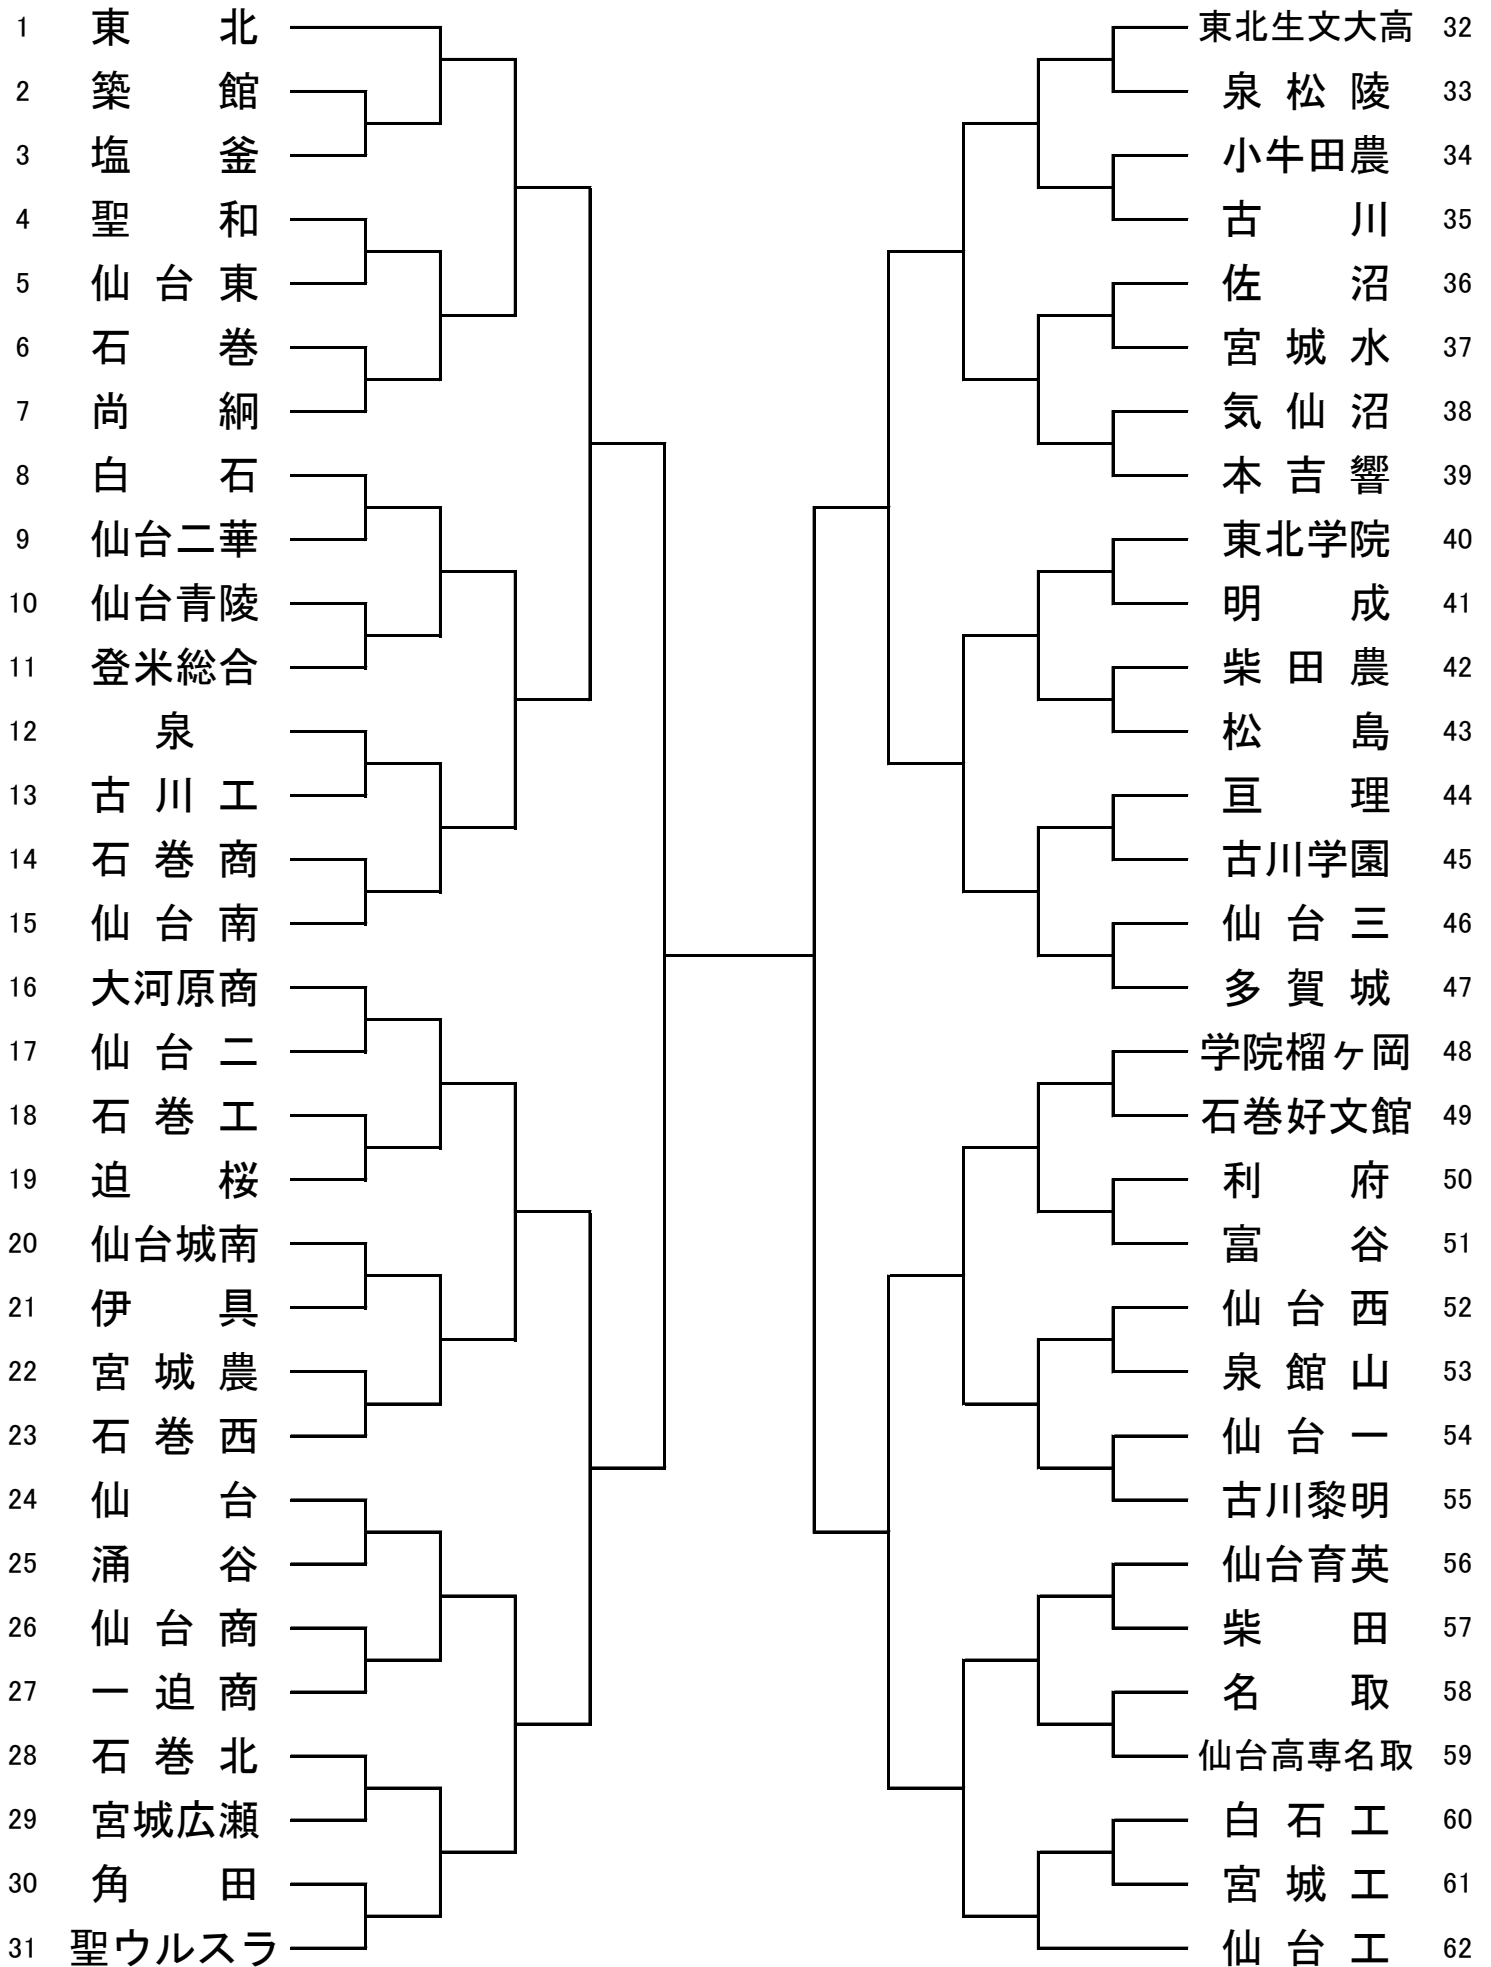 1 東北
2 築館
3 塩釜
4 聖和
5 仙台東
6 石巻
7 尚絅
8 白石
9 仙台二華
10 仙台青陵
11 登米総合
12 泉
13 古川工
14 石巻商
15 仙台南
16 大河原商
17 仙台二
18 石巻工
19 迫桜
20 仙台城南
21 伊具
22 宮城農
23 石巻西
24 仙台
25 涌谷
26 仙台商
27 一迫商
28 石巻北
29 宮城広瀬
30 角田
31 聖ウルスラ
東北生文大高 32
泉松陵 33
小牛田農 34
古川 35
佐沼 36
宮城水 37
気仙沼 38
本吉響 39
東北学院 40
明成 41
柴田農 42
松島 43
亘理 44
古川学園 45
仙台三 46
多賀城 47
学院榴ヶ岡 48
石巻好文館 49
利府 50
富谷 51
仙台西 52
泉館山 53
仙台一 54
古川黎明 55
仙台育英 56
柴田 57
名取 58
仙台高専名取 59
白石工 60
宮城工 61
仙台工 62